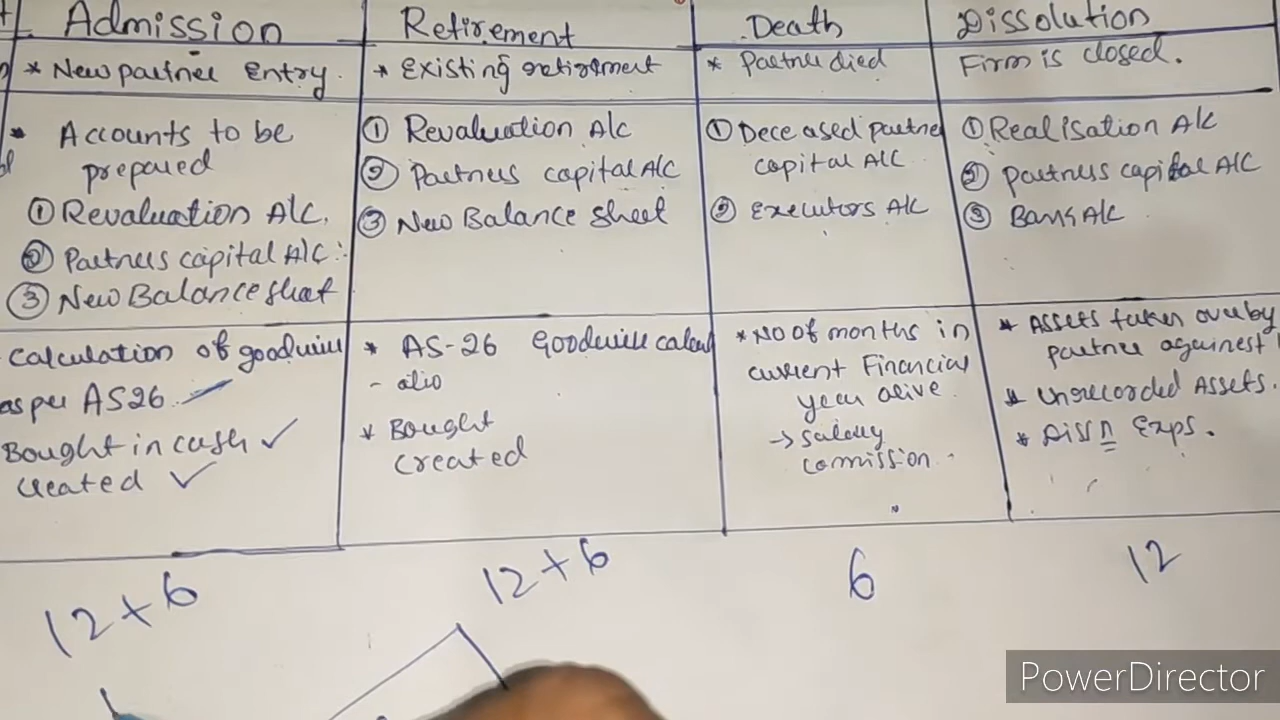 Admission
Retirement
Death
Dissolution
* New partner Entry.
* Existing retirement
* Partner died
Firm is closed.
* Accounts to be
prepared
① Revaluation A/c.
② Partners capital A/c :
③ New Balance sheet
① Revaluation A/c
② Partners capital A/c
③ New Balance sheet
① Deceased partner
capital A/c
② Executors A/c
① Realisation A/c
② Partners capital A/c
③ Bank A/c
Calculation of goodwill
as per AS26
Bought in cash ✓
created ✓
* AS-26 Goodwill
- atio
* Bought
created
* No of months in
current Financial
year alive
→ Salary
commission.
* Assets taken over by
partner against
* Unrecorded Assets.
* Dissn Exps.
12 + 6
12 + 6
6
12
PowerDirector